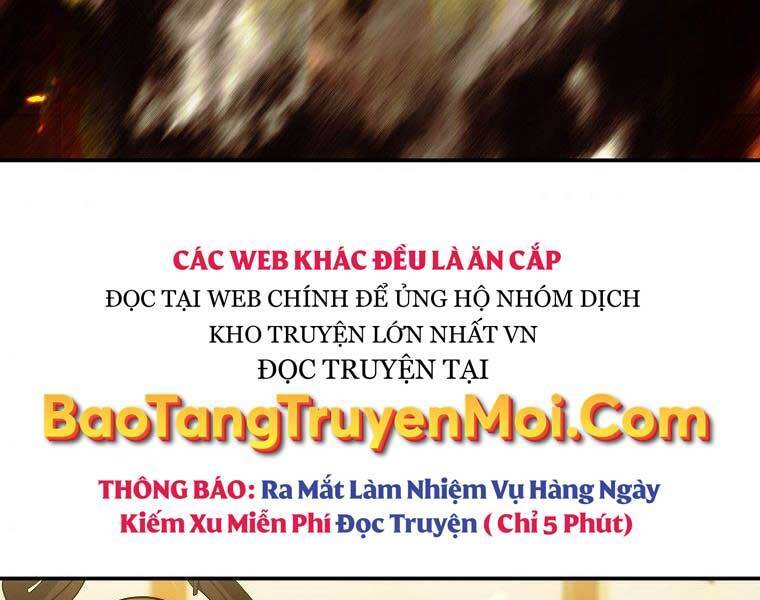 CÁC WEB KHÁC ĐỀU LÀ ĂN CẮP
ĐỌC TẠI WEB CHÍNH ĐỂ ỦNG HỘ NHÓM DỊCH
KHO TRUYỆN LỚN NHẤT VN
ĐỌC TRUYỆN TẠI
BaoTangTruyenMoi.Com
THÔNG BÁO: Ra Mắt Làm Nhiệm Vụ Hàng Ngày
Kiếm Xu Miễn Phí Đọc Truyện ( Chỉ 5 Phút)